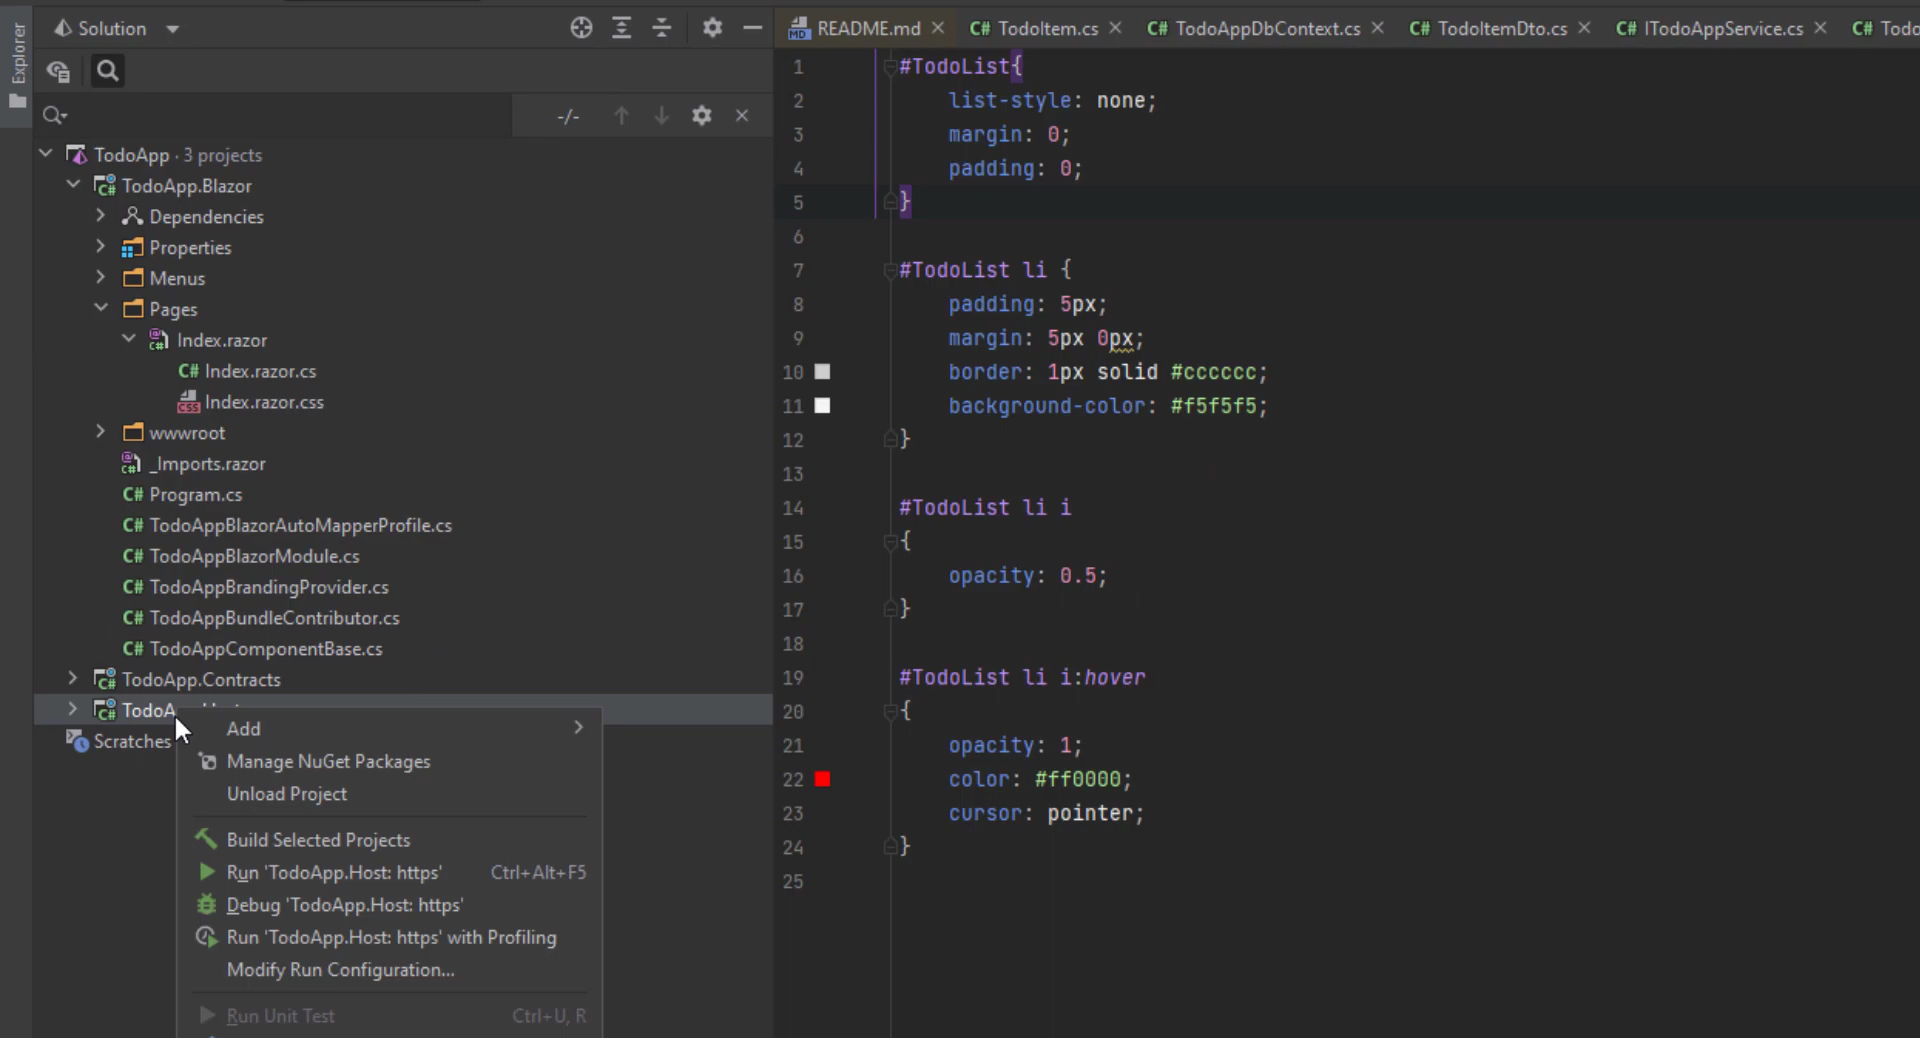 Explorer
Solution
-/-
TodoApp · 3 projects
TodoApp.Blazor
Dependencies
Properties
Menus
Pages
Index.razor
C# Index.razor.cs
CSS Index.razor.css
wwwroot
_Imports.razor
C# Program.cs
C# TodoAppBlazorAutoMapperProfile.cs
C# TodoAppBlazorModule.cs
C# TodoAppBrandingProvider.cs
C# TodoAppBundleContributor.cs
C# TodoAppComponentBase.cs
TodoApp.Contracts
Scratches
Add
Manage NuGet Packages
Unload Project
Build Selected Projects
Run 'TodoApp.Host: https' Ctrl+Alt+F5
Debug 'TodoApp.Host: https'
Run 'TodoApp.Host: https' with Profiling
Modify Run Configuration...
Run Unit Test Ctrl+U, R
MD README.md C# TodoItem.cs C# TodoAppDbContext.cs C# TodoItemDto.cs C# ITodoAppService.cs C#
1 #TodoList{
2 list-style: none;
3 margin: 0;
4 padding: 0;
5 }
6
7 #TodoList li {
8 padding: 5px;
9 margin: 5px 0px;
10 border: 1px solid #cccccc;
11 background-color: #f5f5f5;
12 }
13
14 #TodoList li i
15 {
16 opacity: 0.5;
17 }
18
19 #TodoList li i:hover
20 {
21 opacity: 1;
22 color: #ff0000;
23 cursor: pointer;
24 }
25